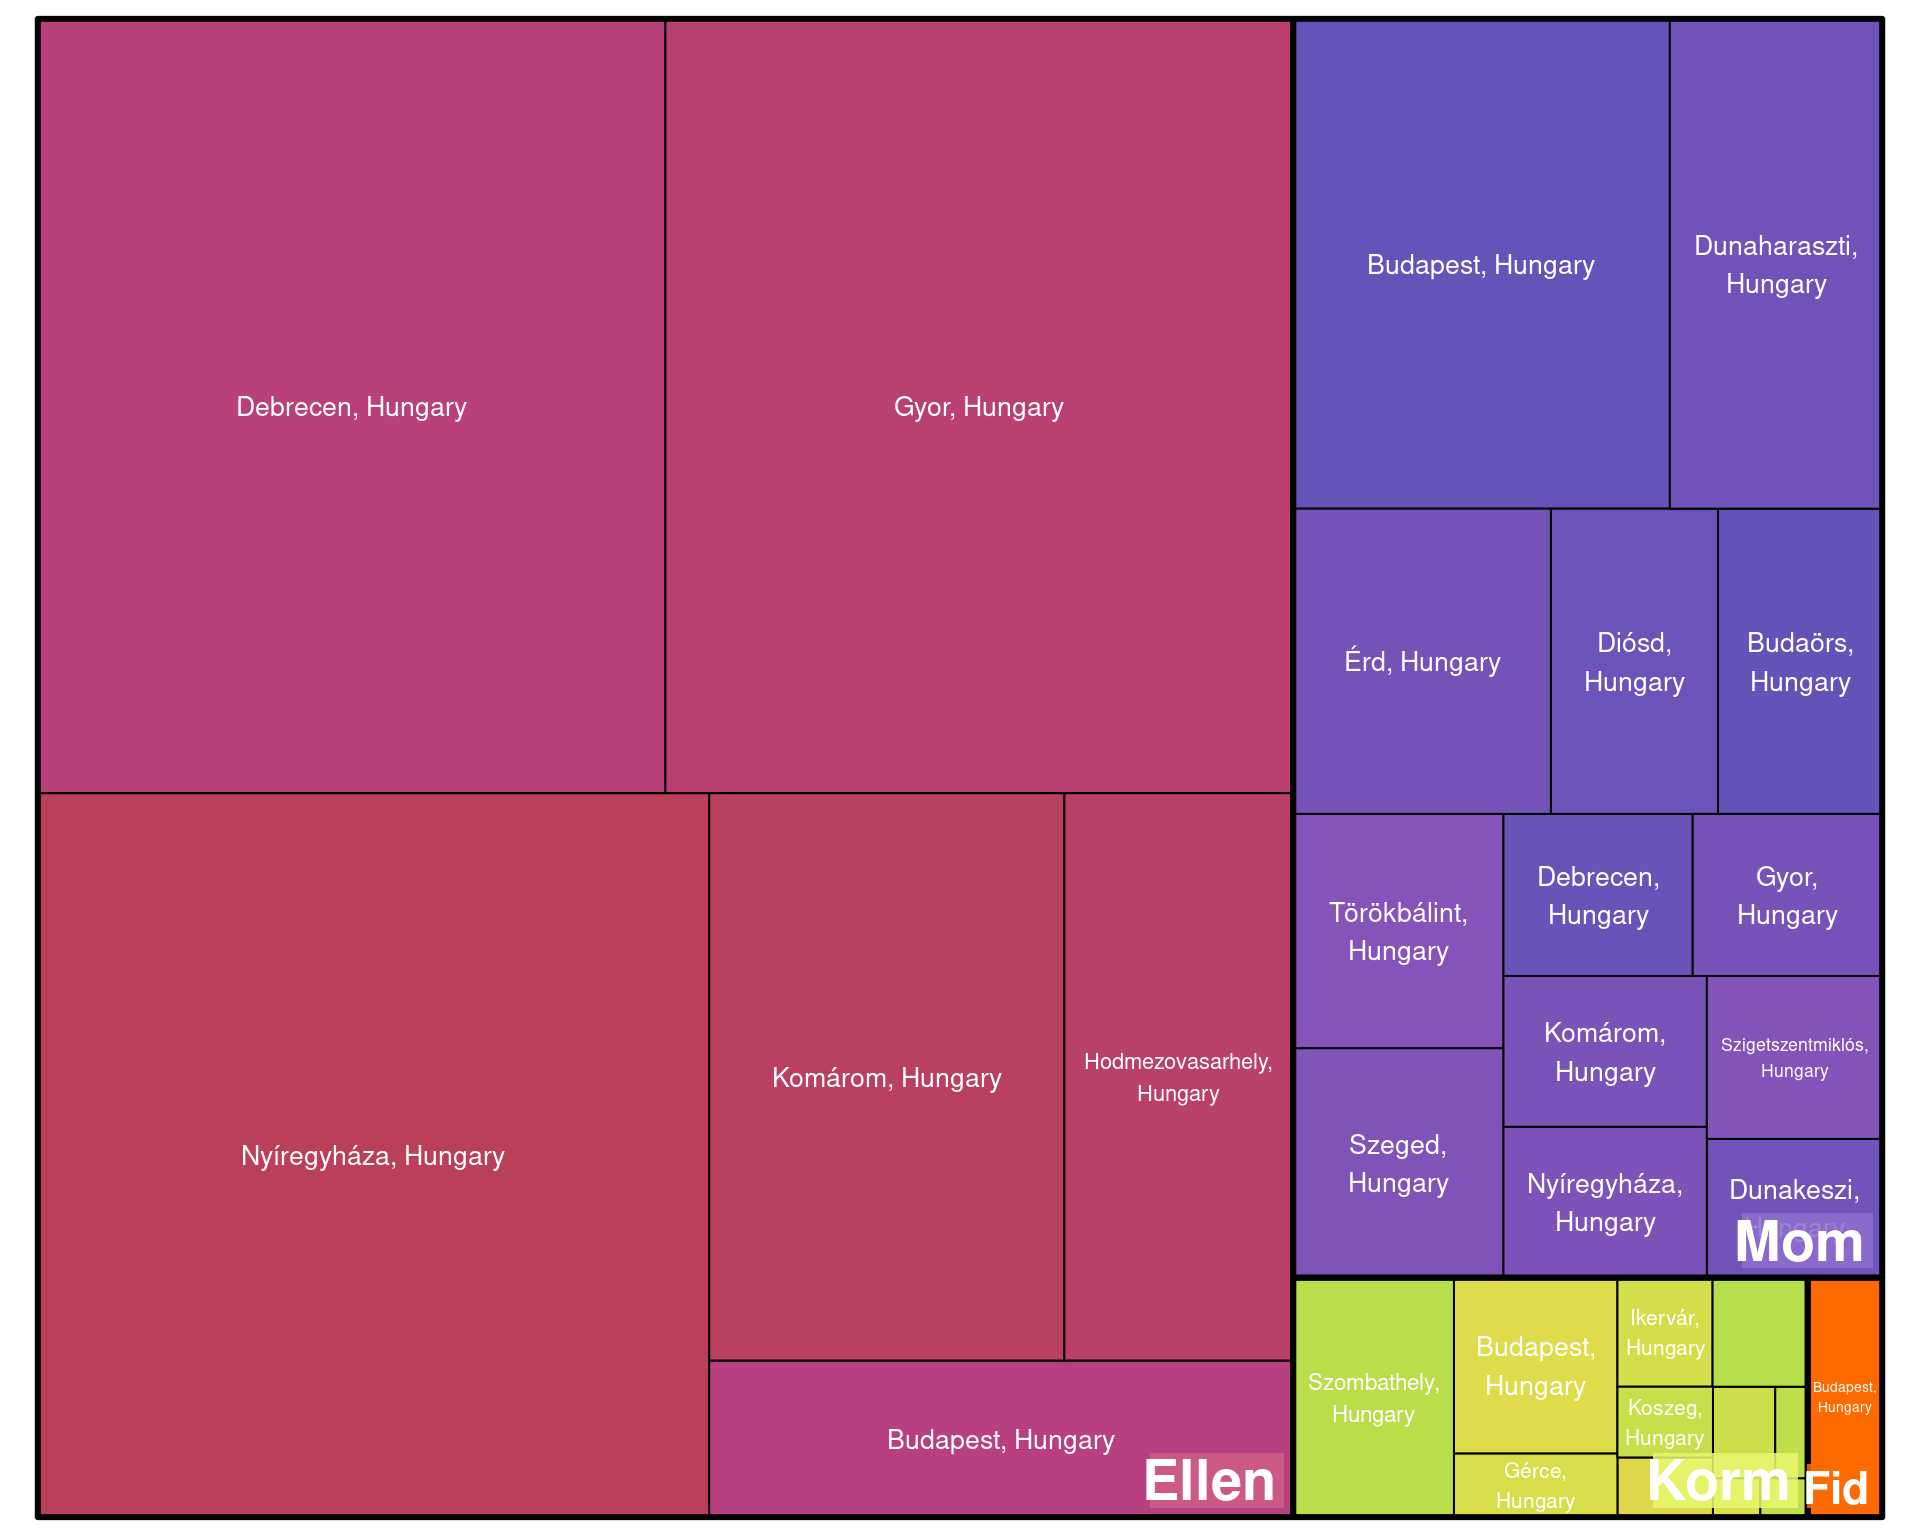 Debrecen, Hungary
Gyor, Hungary
Nyíregyháza, Hungary
Komárom, Hungary
Hodmezovasarhely,
Hungary
Budapest, Hungary
Ellen
Budapest, Hungary
Dunaharaszti,
Hungary
Érd, Hungary
Diósd,
Hungary
Budaörs,
Hungary
Törökbálint,
Hungary
Debrecen,
Hungary
Gyor,
Hungary
Szeged,
Hungary
Komárom,
Hungary
Szigetszentmiklós,
Hungary
Nyíregyháza,
Hungary
Dunakeszi,
Hungary
Mom
Szombathely,
Hungary
Budapest,
Hungary
Gérce,
Hungary
Ikervár,
Hungary
Koszeg,
Hungary
Korm
Budapest,
Hungary
Fid